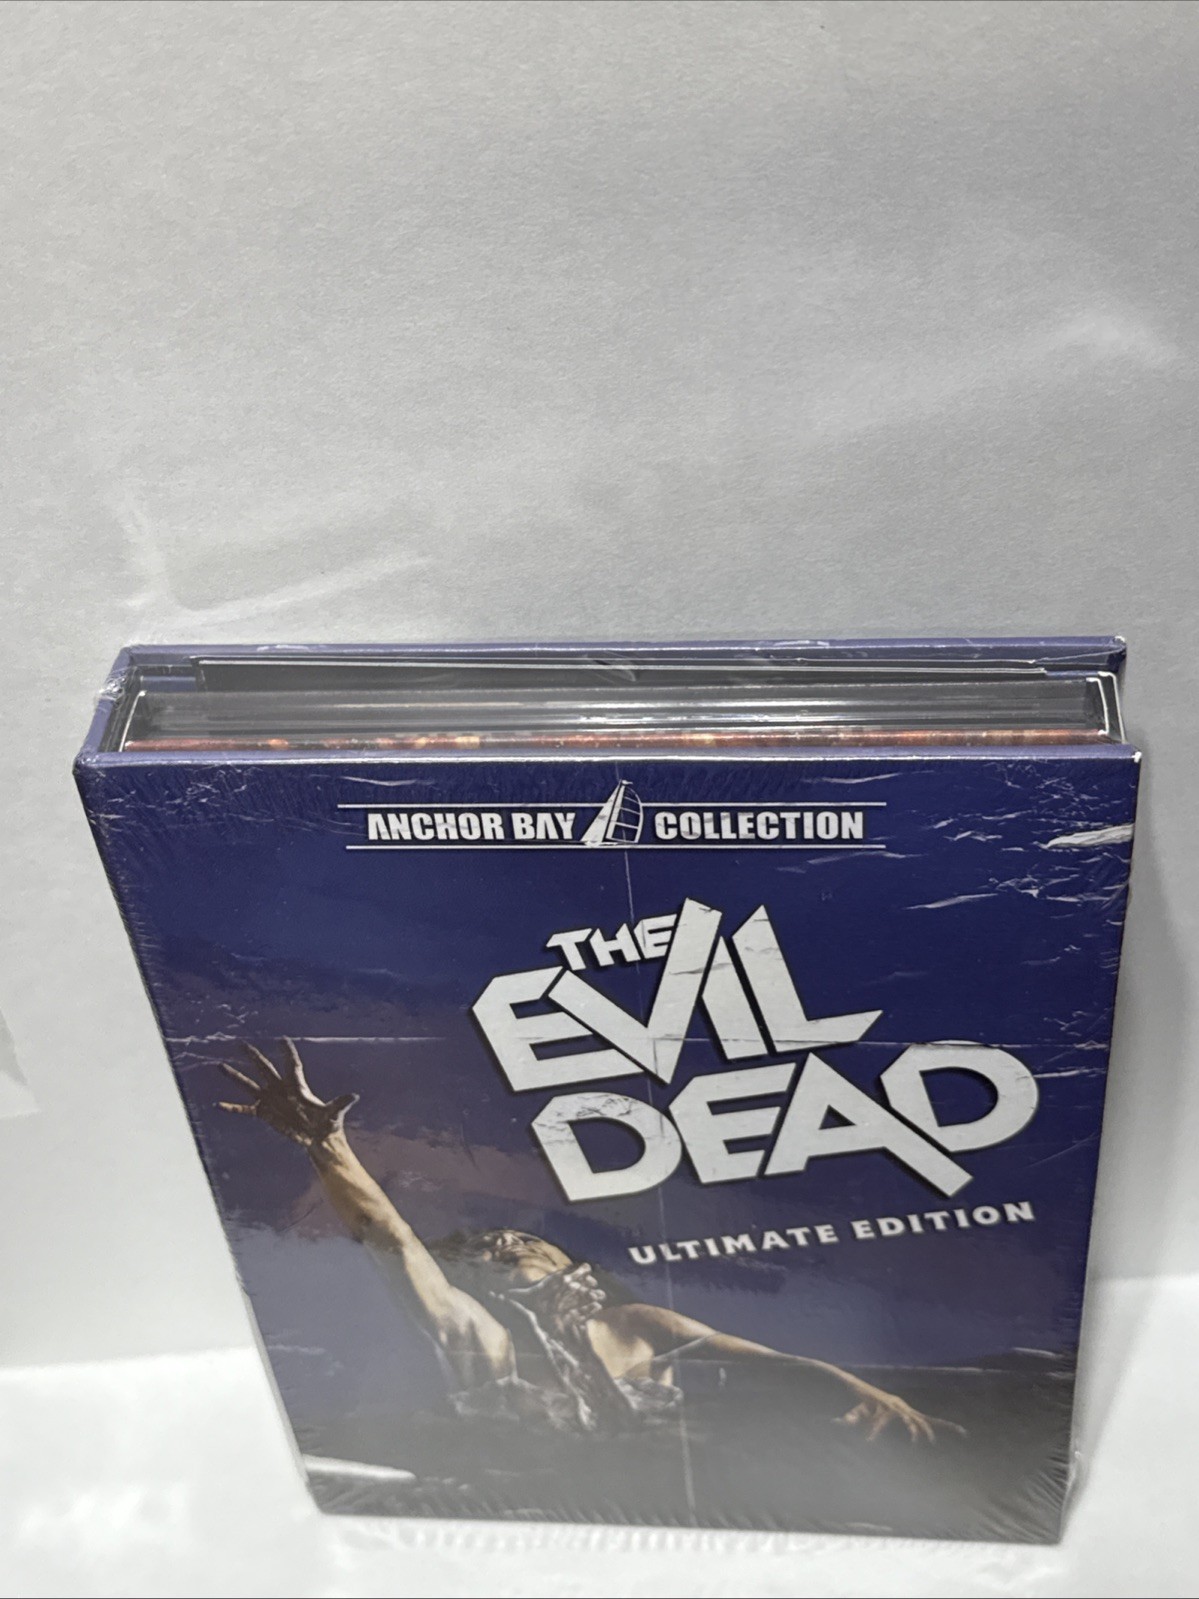 ANCHOR BAY COLLECTION
THE
EVIL
DEAD
ULTIMATE EDITION